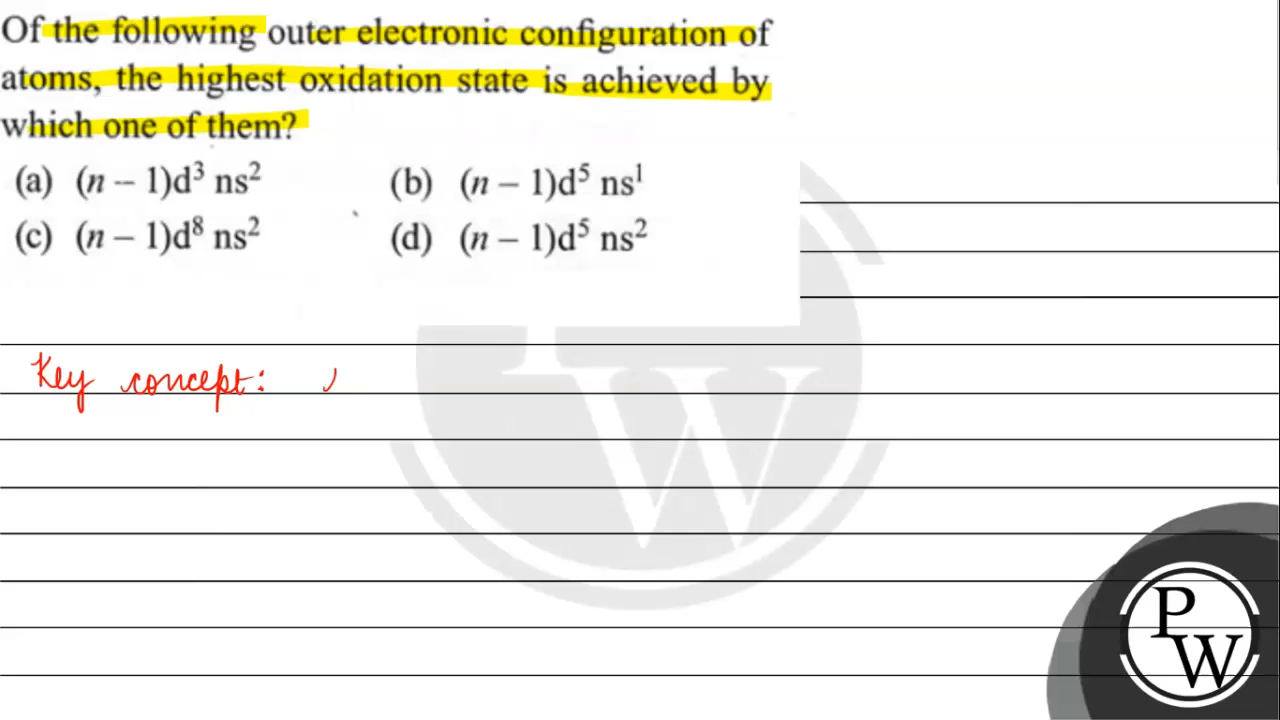 Of the following outer electronic configuration of
atoms, the highest oxidation state is achieved by
which one of them?
(a) (n – 1)d³ ns² (b) (n – 1)d⁵ ns¹
(c) (n – 1)d⁸ ns² (d) (n – 1)d⁵ ns²
Key concept:
PW